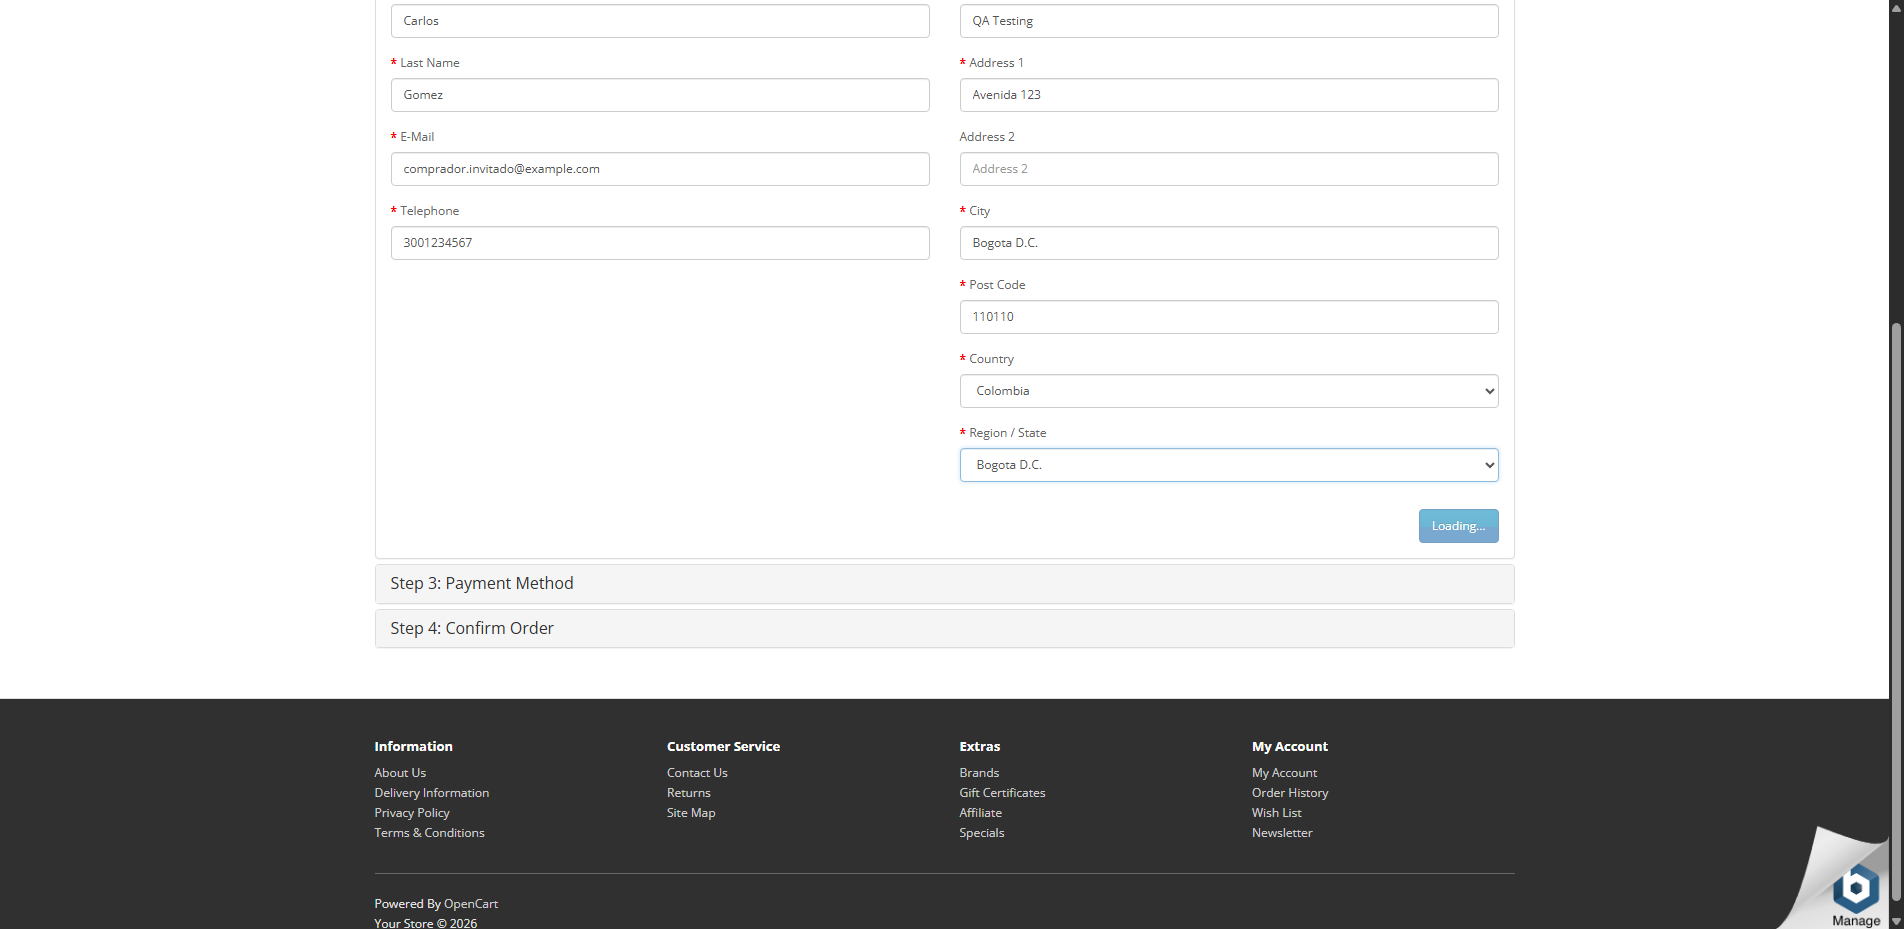 Carlos
* Last Name
Gomez
* E-Mail
comprador.invitado@example.com
* Telephone
3001234567
QA Testing
* Address 1
Avenida 123
Address 2
Address 2
* City
Bogota D.C.
* Post Code
110110
* Country
Colombia
* Region / State
Bogota D.C.
Loading...
Step 3: Payment Method
Step 4: Confirm Order
Information
About Us
Delivery Information
Privacy Policy
Terms & Conditions
Customer Service
Contact Us
Returns
Site Map
Extras
Brands
Gift Certificates
Affiliate
Specials
My Account
My Account
Order History
Wish List
Newsletter
Powered By OpenCart
Your Store © 2026
Manage